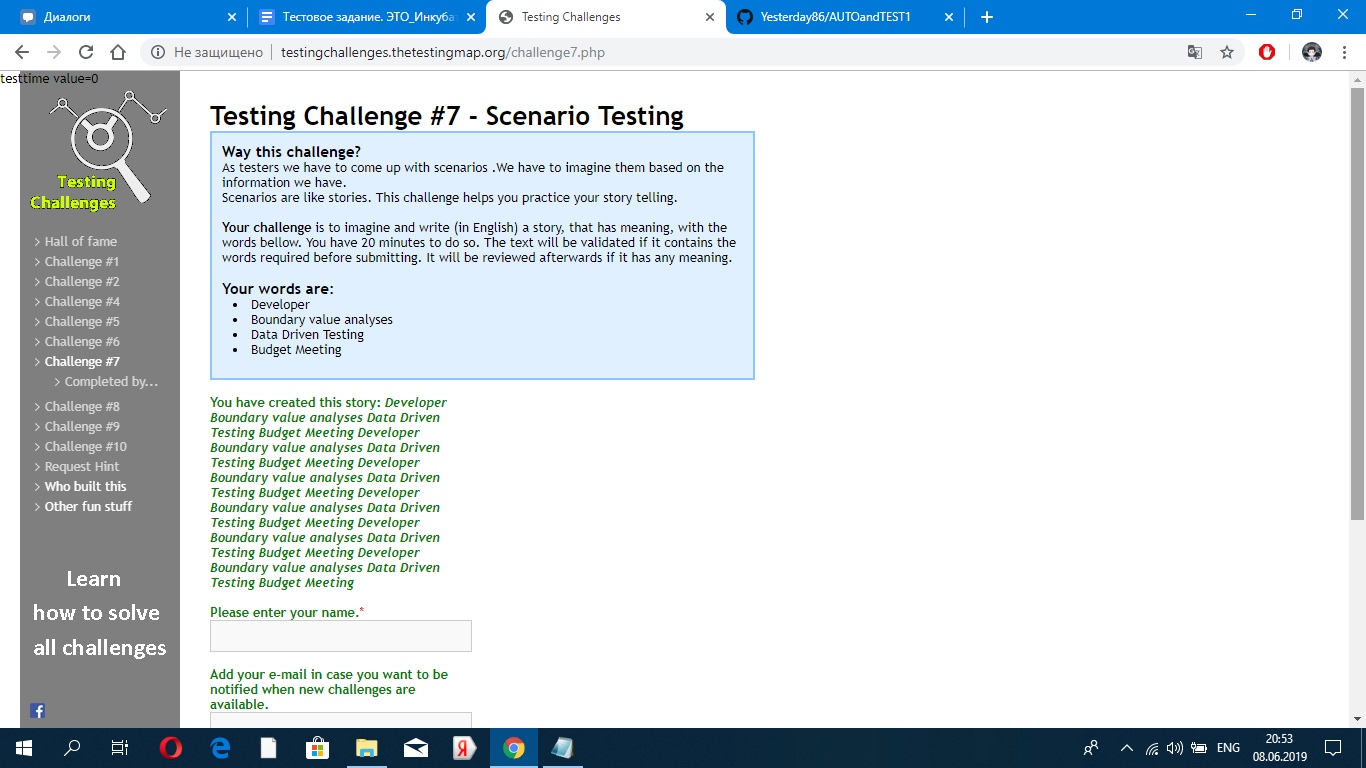 Диалоги
Тестовое задание. ЭТО_Инкубат
Testing Challenges
Yesterday86/AUTOandTEST1
Не защищено
testingchallenges.thetestingmap.org/challenge7.php
testtime value=0
Testing
Challenges
Hall of fame
Challenge #1
Challenge #2
Challenge #4
Challenge #5
Challenge #6
Challenge #7
Completed by...
Challenge #8
Challenge #9
Challenge #10
Request Hint
Who built this
Other fun stuff
Learn
how to solve
all challenges
Testing Challenge #7 - Scenario Testing
Way this challenge?
As testers we have to come up with scenarios .We have to imagine them based on the
information we have.
Scenarios are like stories. This challenge helps you practice your story telling.
Your challenge is to imagine and write (in English) a story, that has meaning, with the
words bellow. You have 20 minutes to do so. The text will be validated if it contains the
words required before submitting. It will be reviewed afterwards if it has any meaning.
Your words are:
Developer
Boundary value analyses
Data Driven Testing
Budget Meeting
You have created this story: Developer
Boundary value analyses Data Driven
Testing Budget Meeting Developer
Boundary value analyses Data Driven
Testing Budget Meeting Developer
Boundary value analyses Data Driven
Testing Budget Meeting Developer
Boundary value analyses Data Driven
Testing Budget Meeting Developer
Boundary value analyses Data Driven
Testing Budget Meeting Developer
Boundary value analyses Data Driven
Testing Budget Meeting
Please enter your name.*
Add your e-mail in case you want to be
notified when new challenges are
available.
ENG
20:53
08.06.2019